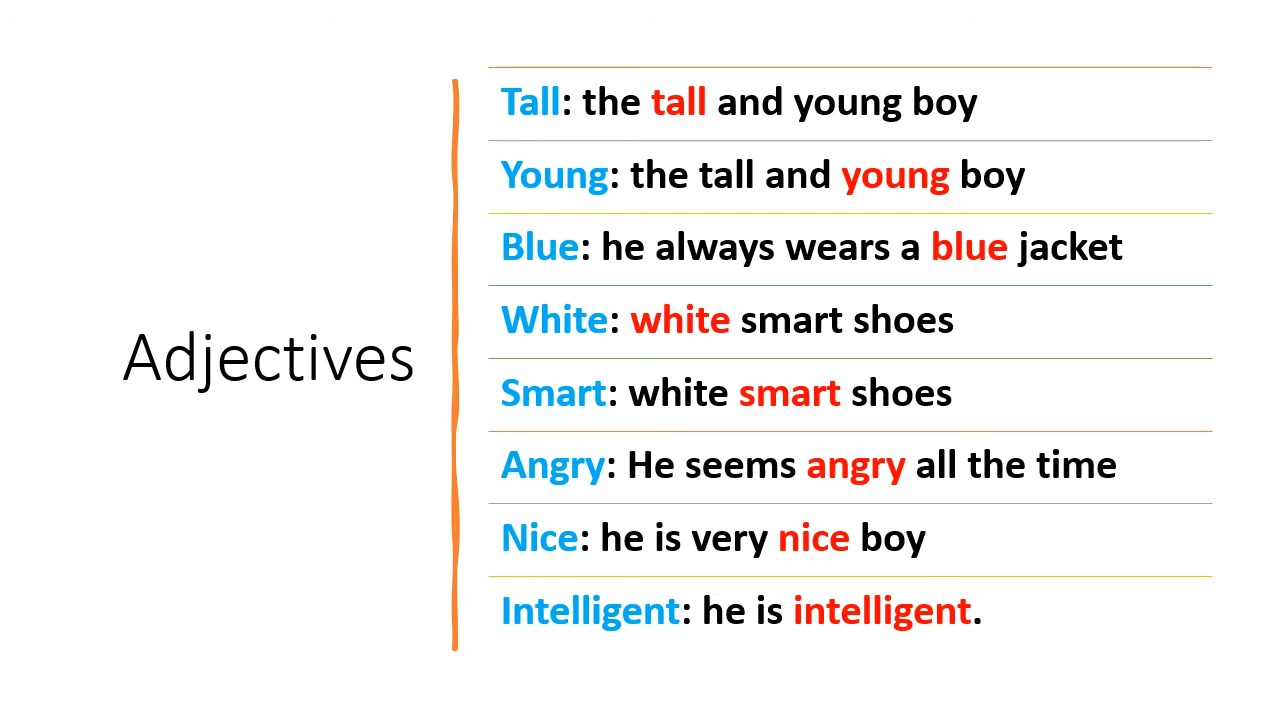 Adjectives
Tall: the tall and young boy
Young: the tall and young boy
Blue: he always wears a blue jacket
White: white smart shoes
Smart: white smart shoes
Angry: He seems angry all the time
Nice: he is very nice boy
Intelligent: he is intelligent.